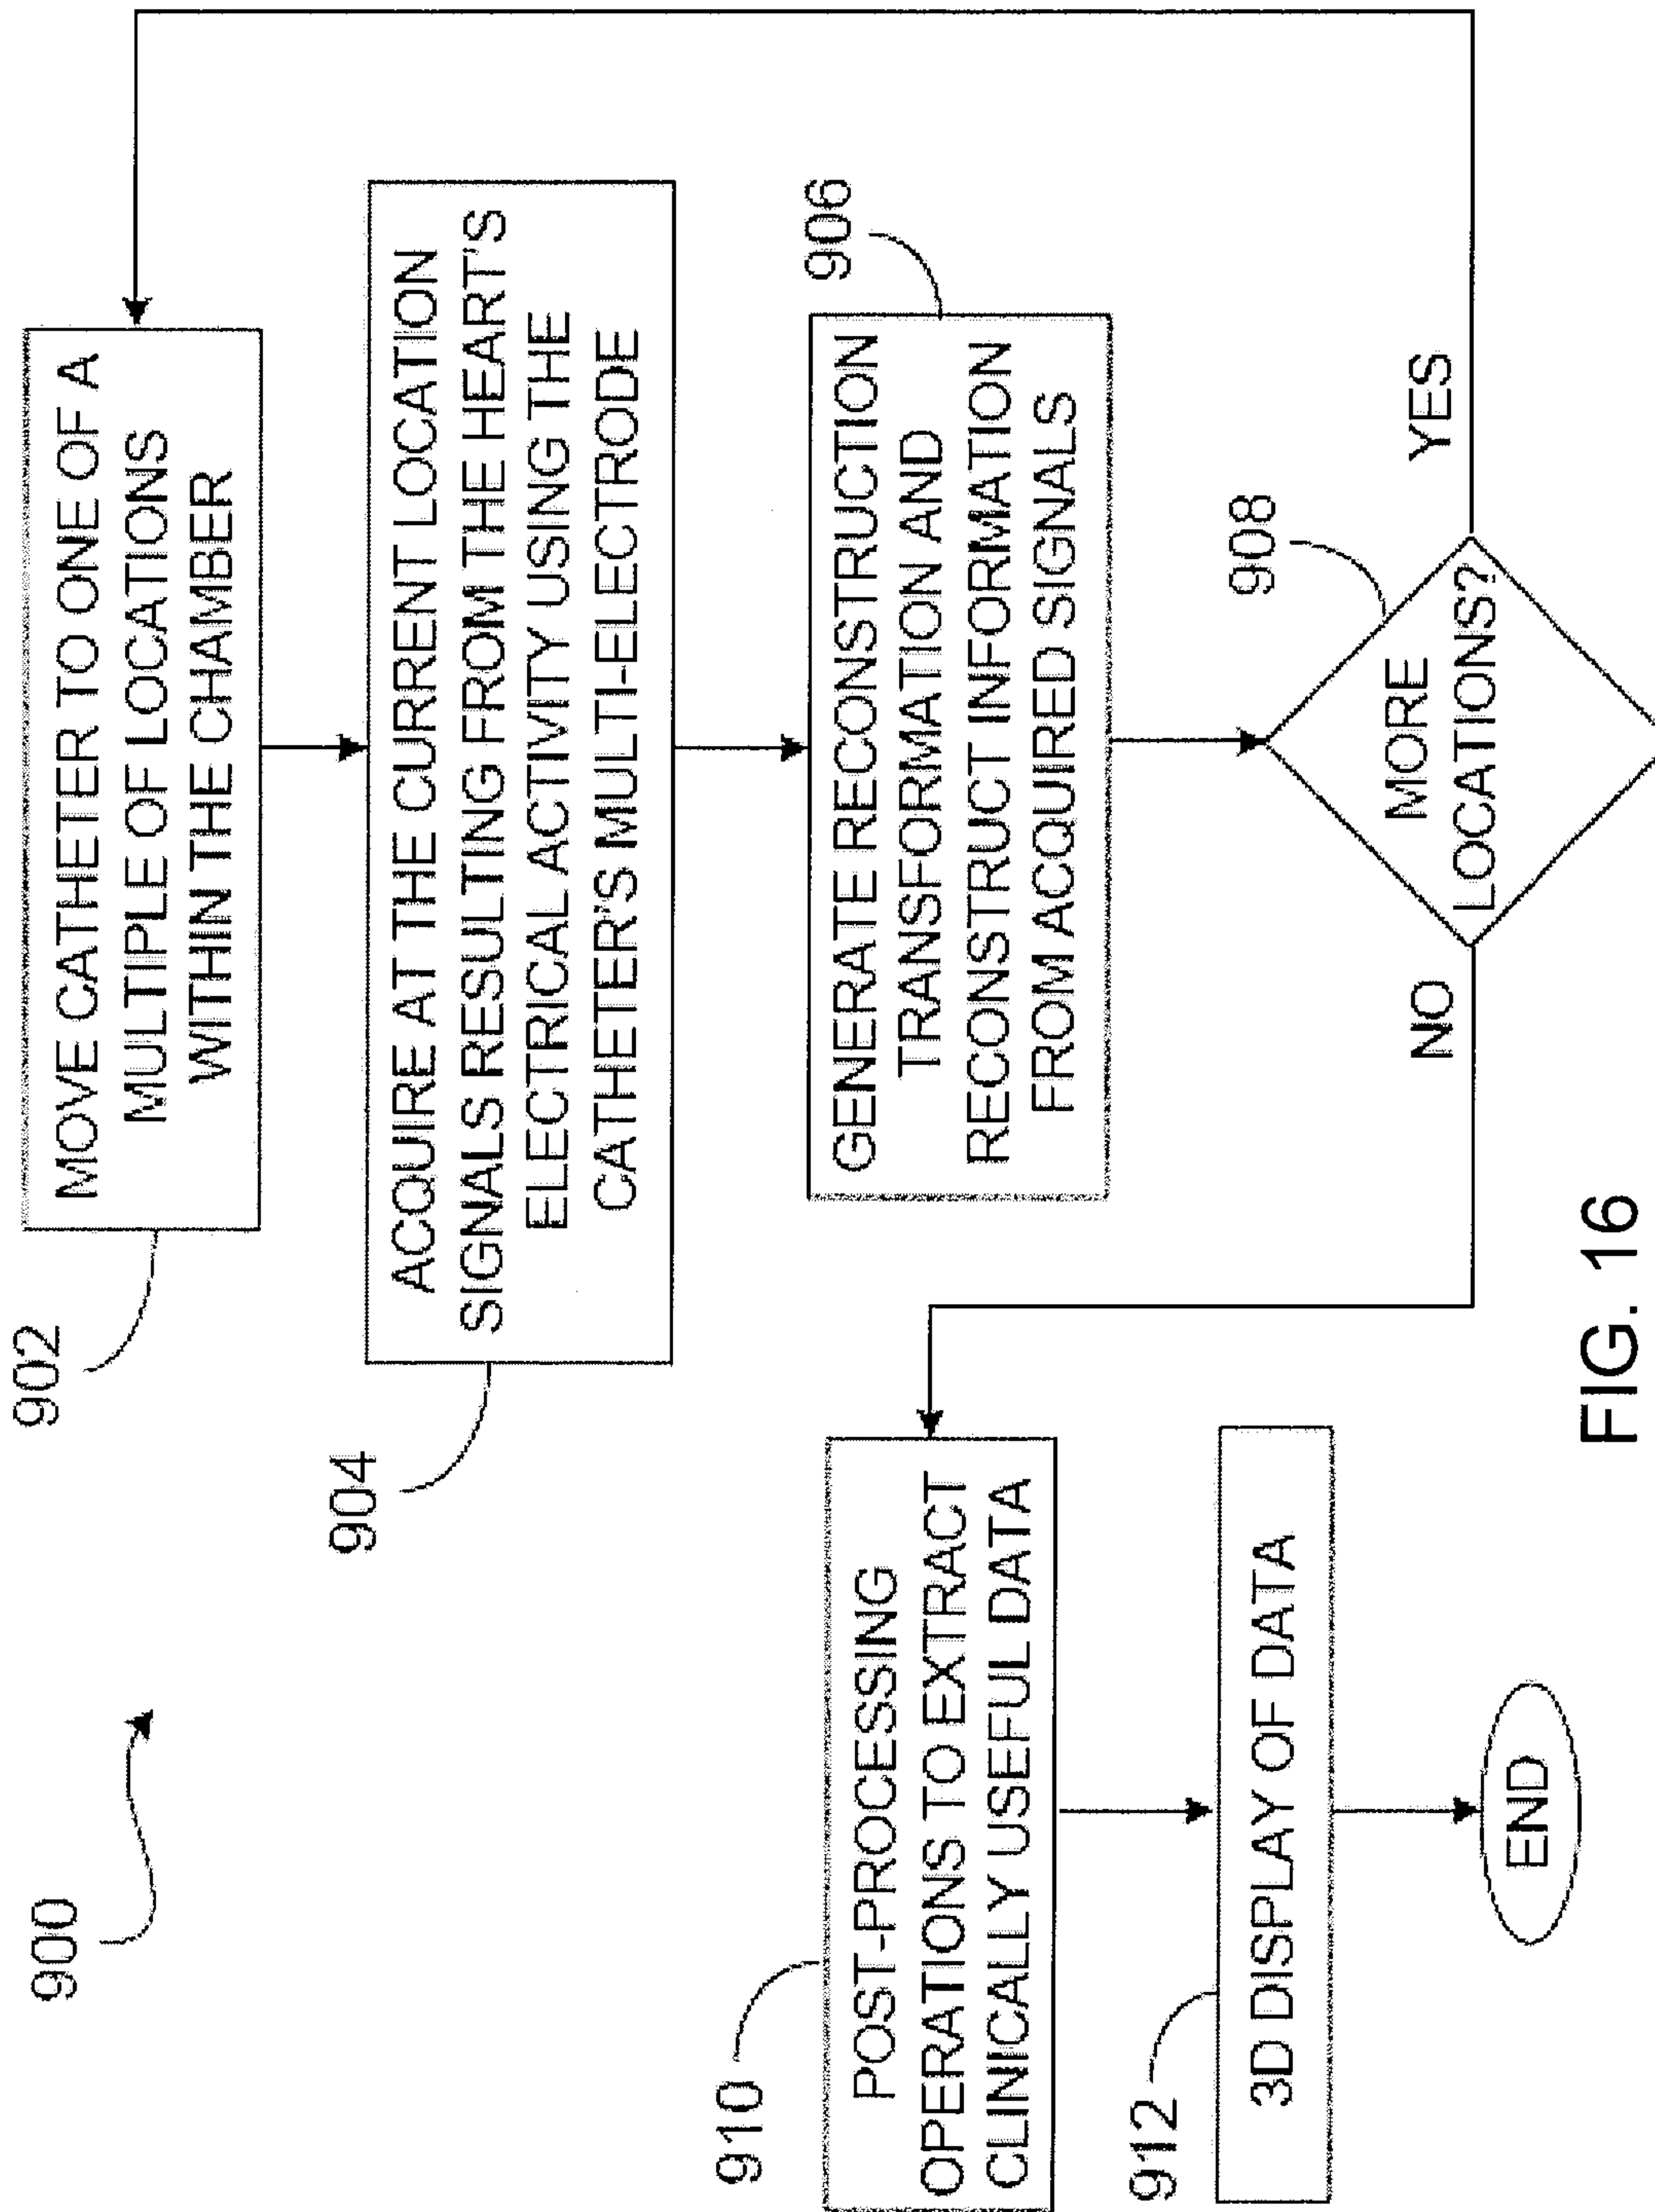 900
902
MOVE CATHETER TO ONE OF A
MULTIPLE OF LOCATIONS
WITHIN THE CHAMBER
904
ACQUIRE AT THE CURRENT LOCATION
SIGNALS RESULTING FROM THE HEART'S
ELECTRICAL ACTIVITY USING THE
CATHETER'S MULTI-ELECTRODE
906
GENERATE RECONSTRUCTION
TRANSFORMATION AND
RECONSTRUCT INFORMATION
FROM ACQUIRED SIGNALS
908
MORE
LOCATIONS?
YES
NO
910
POST-PROCESSING
OPERATIONS TO EXTRACT
CLINICALLY USEFUL DATA
912
3D DISPLAY OF DATA
END
FIG. 16